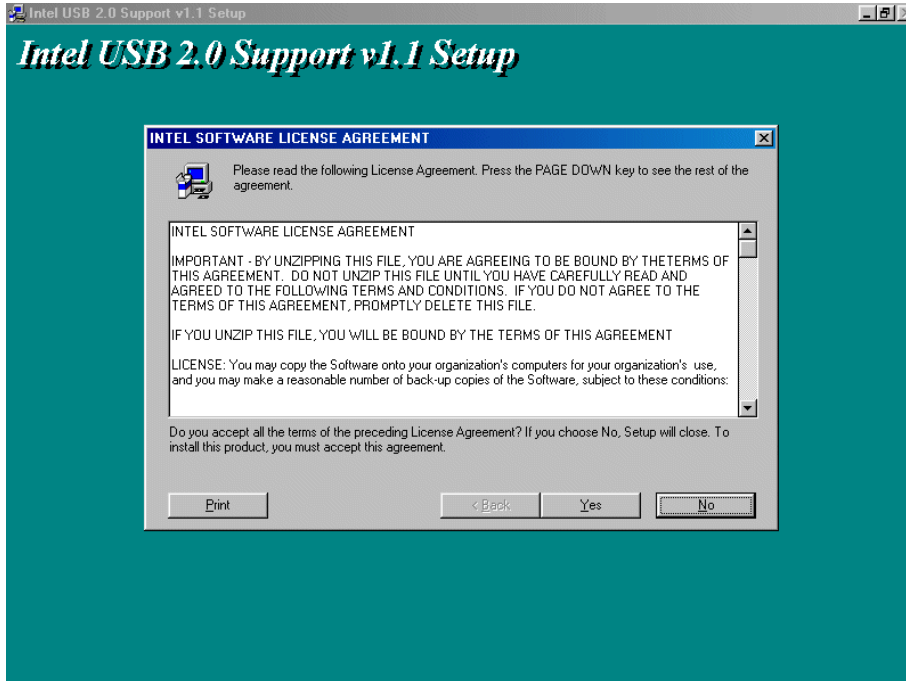 Intel USB 2.0 Support v1.1 Setup
Intel USB 2.0 Support v1.1 Setup
INTEL SOFTWARE LICENSE AGREEMENT
Please read the following License Agreement. Press the PAGE DOWN key to see the rest of the
agreement.
INTEL SOFTWARE LICENSE AGREEMENT
IMPORTANT - BY UNZIPPING THIS FILE, YOU ARE AGREEING TO BE BOUND BY THETERMS OF
THIS AGREEMENT. DO NOT UNZIP THIS FILE UNTIL YOU HAVE CAREFULLY READ AND
AGREED TO THE FOLLOWING TERMS AND CONDITIONS. IF YOU DO NOT AGREE TO THE
TERMS OF THIS AGREEMENT, PROMPTLY DELETE THIS FILE.
IF YOU UNZIP THIS FILE, YOU WILL BE BOUND BY THE TERMS OF THIS AGREEMENT
LICENSE: You may copy the Software onto your organization's computers for your organization's use,
and you may make a reasonable number of back-up copies of the Software, subject to these conditions:
Do you accept all the terms of the preceding License Agreement? If you choose No, Setup will close. To
install this product, you must accept this agreement.
Print
< Back
Yes
No